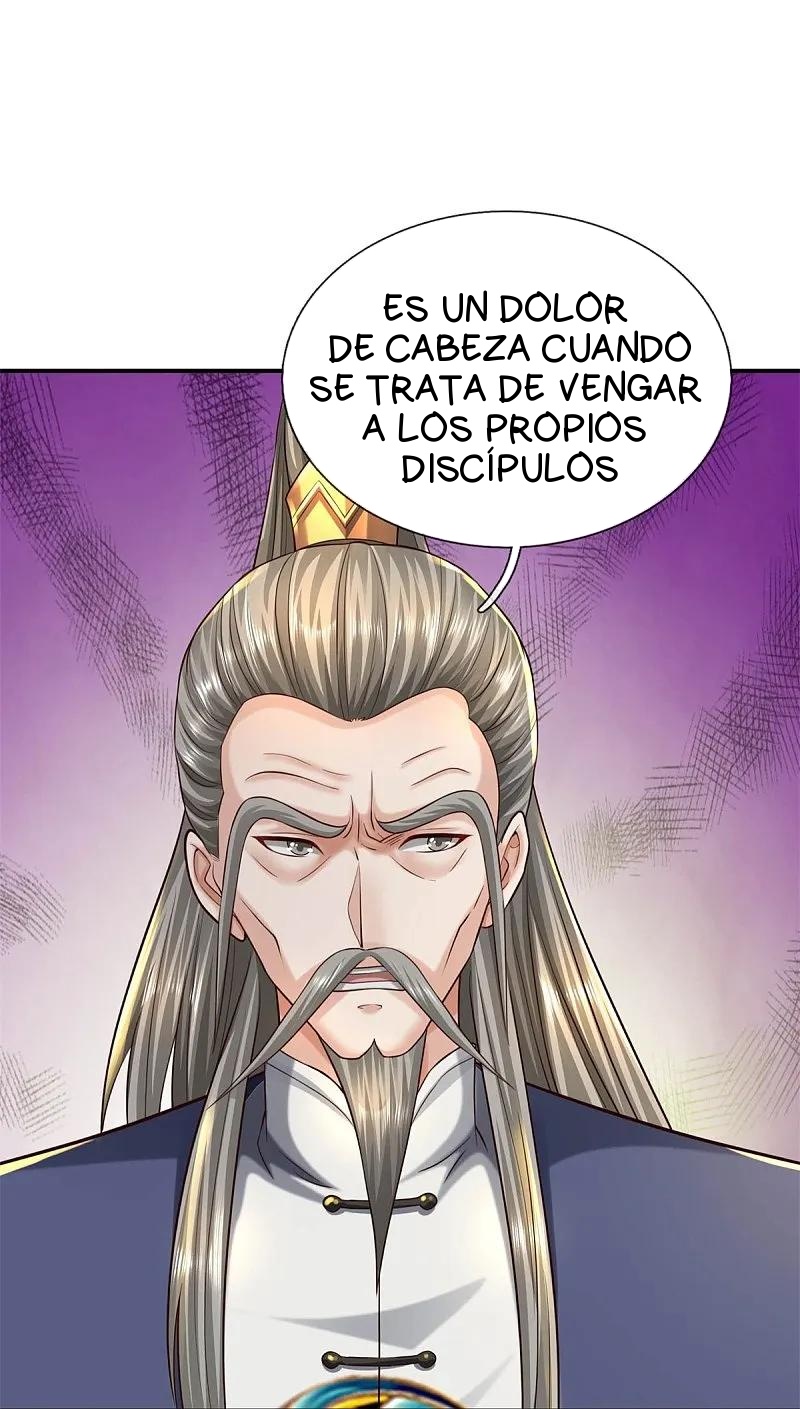 ES UN DOLOR
DE CABEZA CUANDO
SE TRATA DE VENGAR
A LOS PROPIOS
DISCÍPULOS